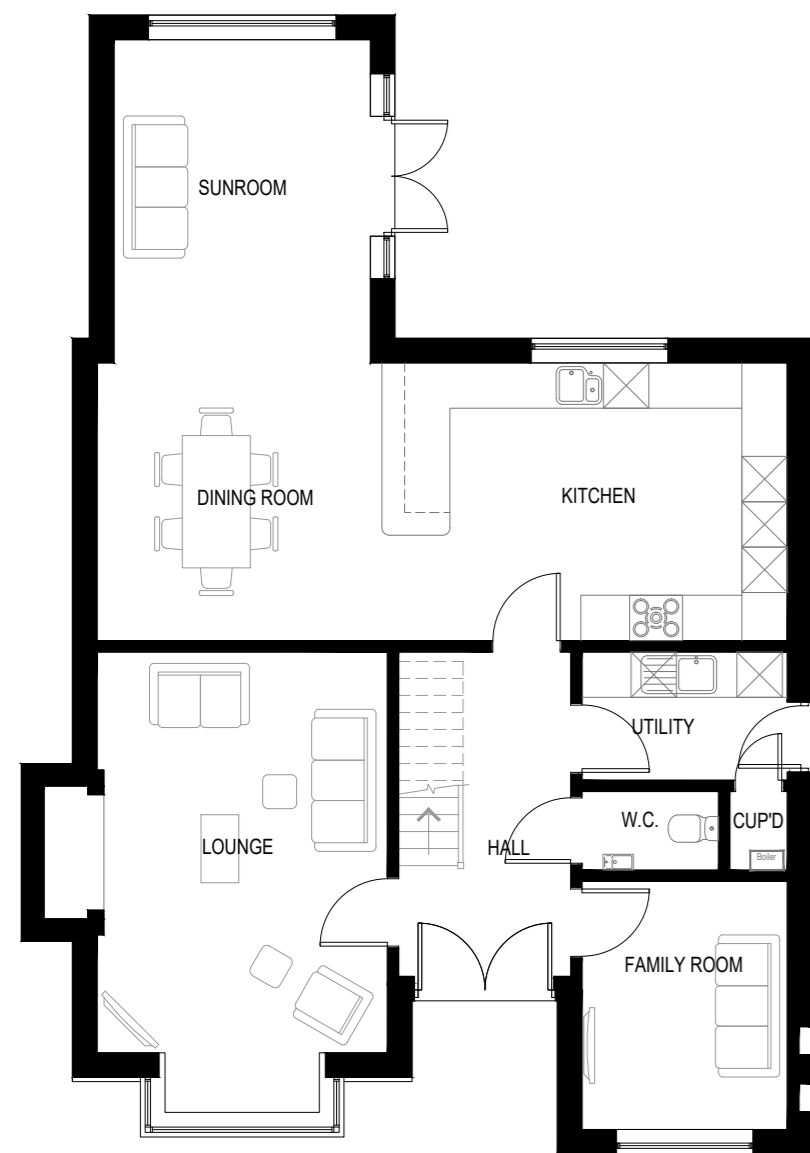 SUNROOM
DINING ROOM
KITCHEN
UTILITY
W.C.
CUP'D
LOUNGE
HALL
Boiler
FAMILY ROOM